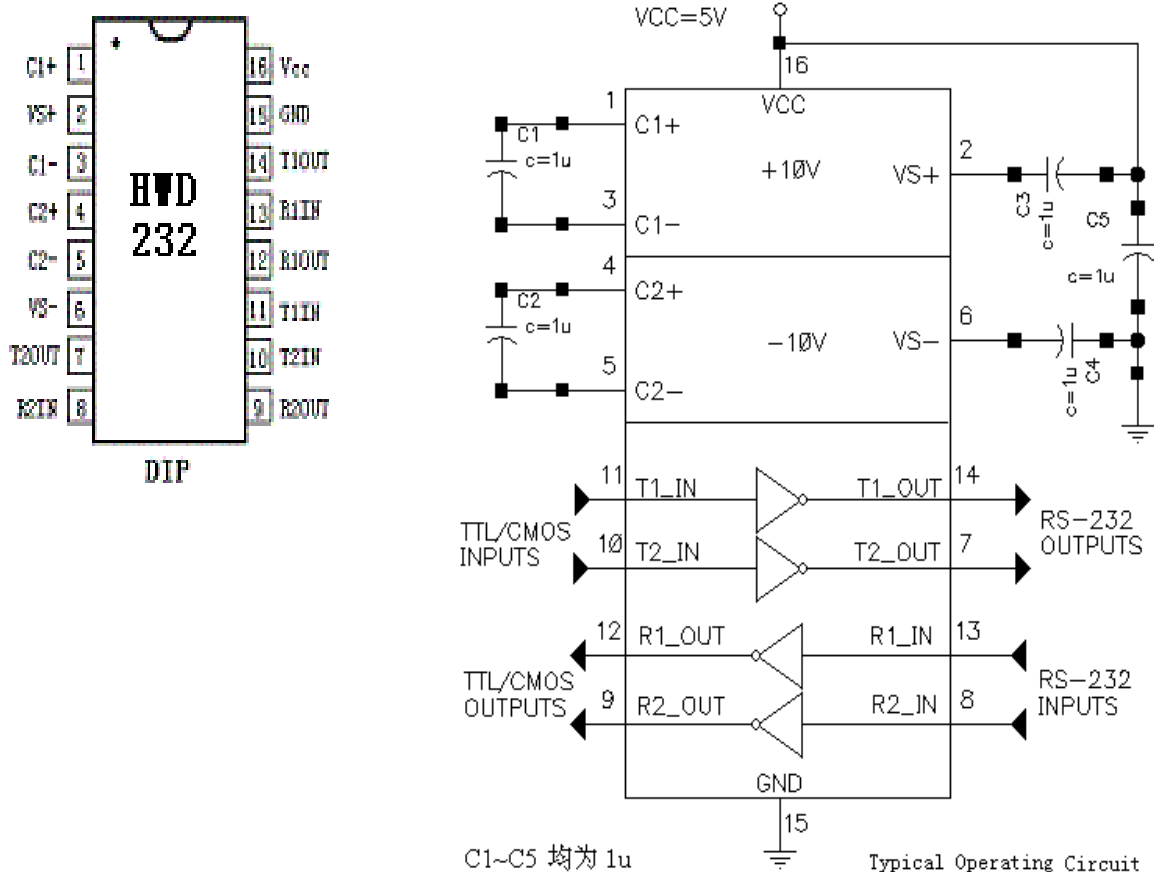 C1+ 1
VS+ 2
C1- 3
C2+ 4
C2- 5
VS- 6
T2OUT 7
R2IN 8
16 Vcc
15 GND
14 T1OUT
13 R1IN
12 R1OUT
11 T1IN
10 T2IN
9 R2OUT
HWD
232
DIP
VCC=5V
16
VCC
1
C1+
C1
c=1u
+10V
2
VS+
3
C1-
C3
c=1u
C5
c=1u
4
C2+
C2
c=1u
-10V
6
VS-
5
C2-
c=1u
C4
11 T1_IN
T1_OUT 14
TTL/CMOS
INPUTS
RS-232
OUTPUTS
10 T2_IN
T2_OUT 7
12 R1_OUT
R1_IN 13
TTL/CMOS
OUTPUTS
RS-232
INPUTS
9 R2_OUT
R2_IN 8
GND
15
C1~C5 均为 1u
Typical Operating Circuit